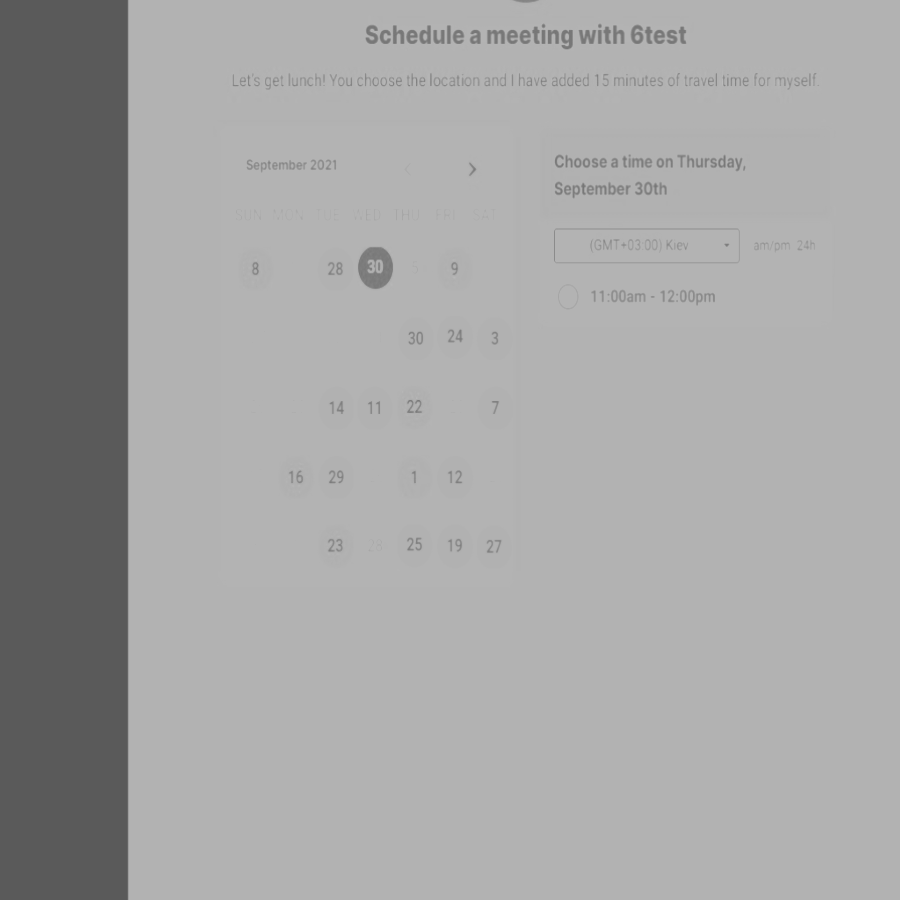 Schedule a meeting with 6test
Let's get lunch! You choose the location and I have added 15 minutes of travel time for myself.
September 2021
SUN MON TUE WED THU FRI SAT
8 28 30 5 9
30 24 3
14 11 22 7
16 29 1 12
23 28 25 19 27
Choose a time on Thursday,
September 30th
(GMT+03:00) Kiev am/pm 24h
11:00am - 12:00pm